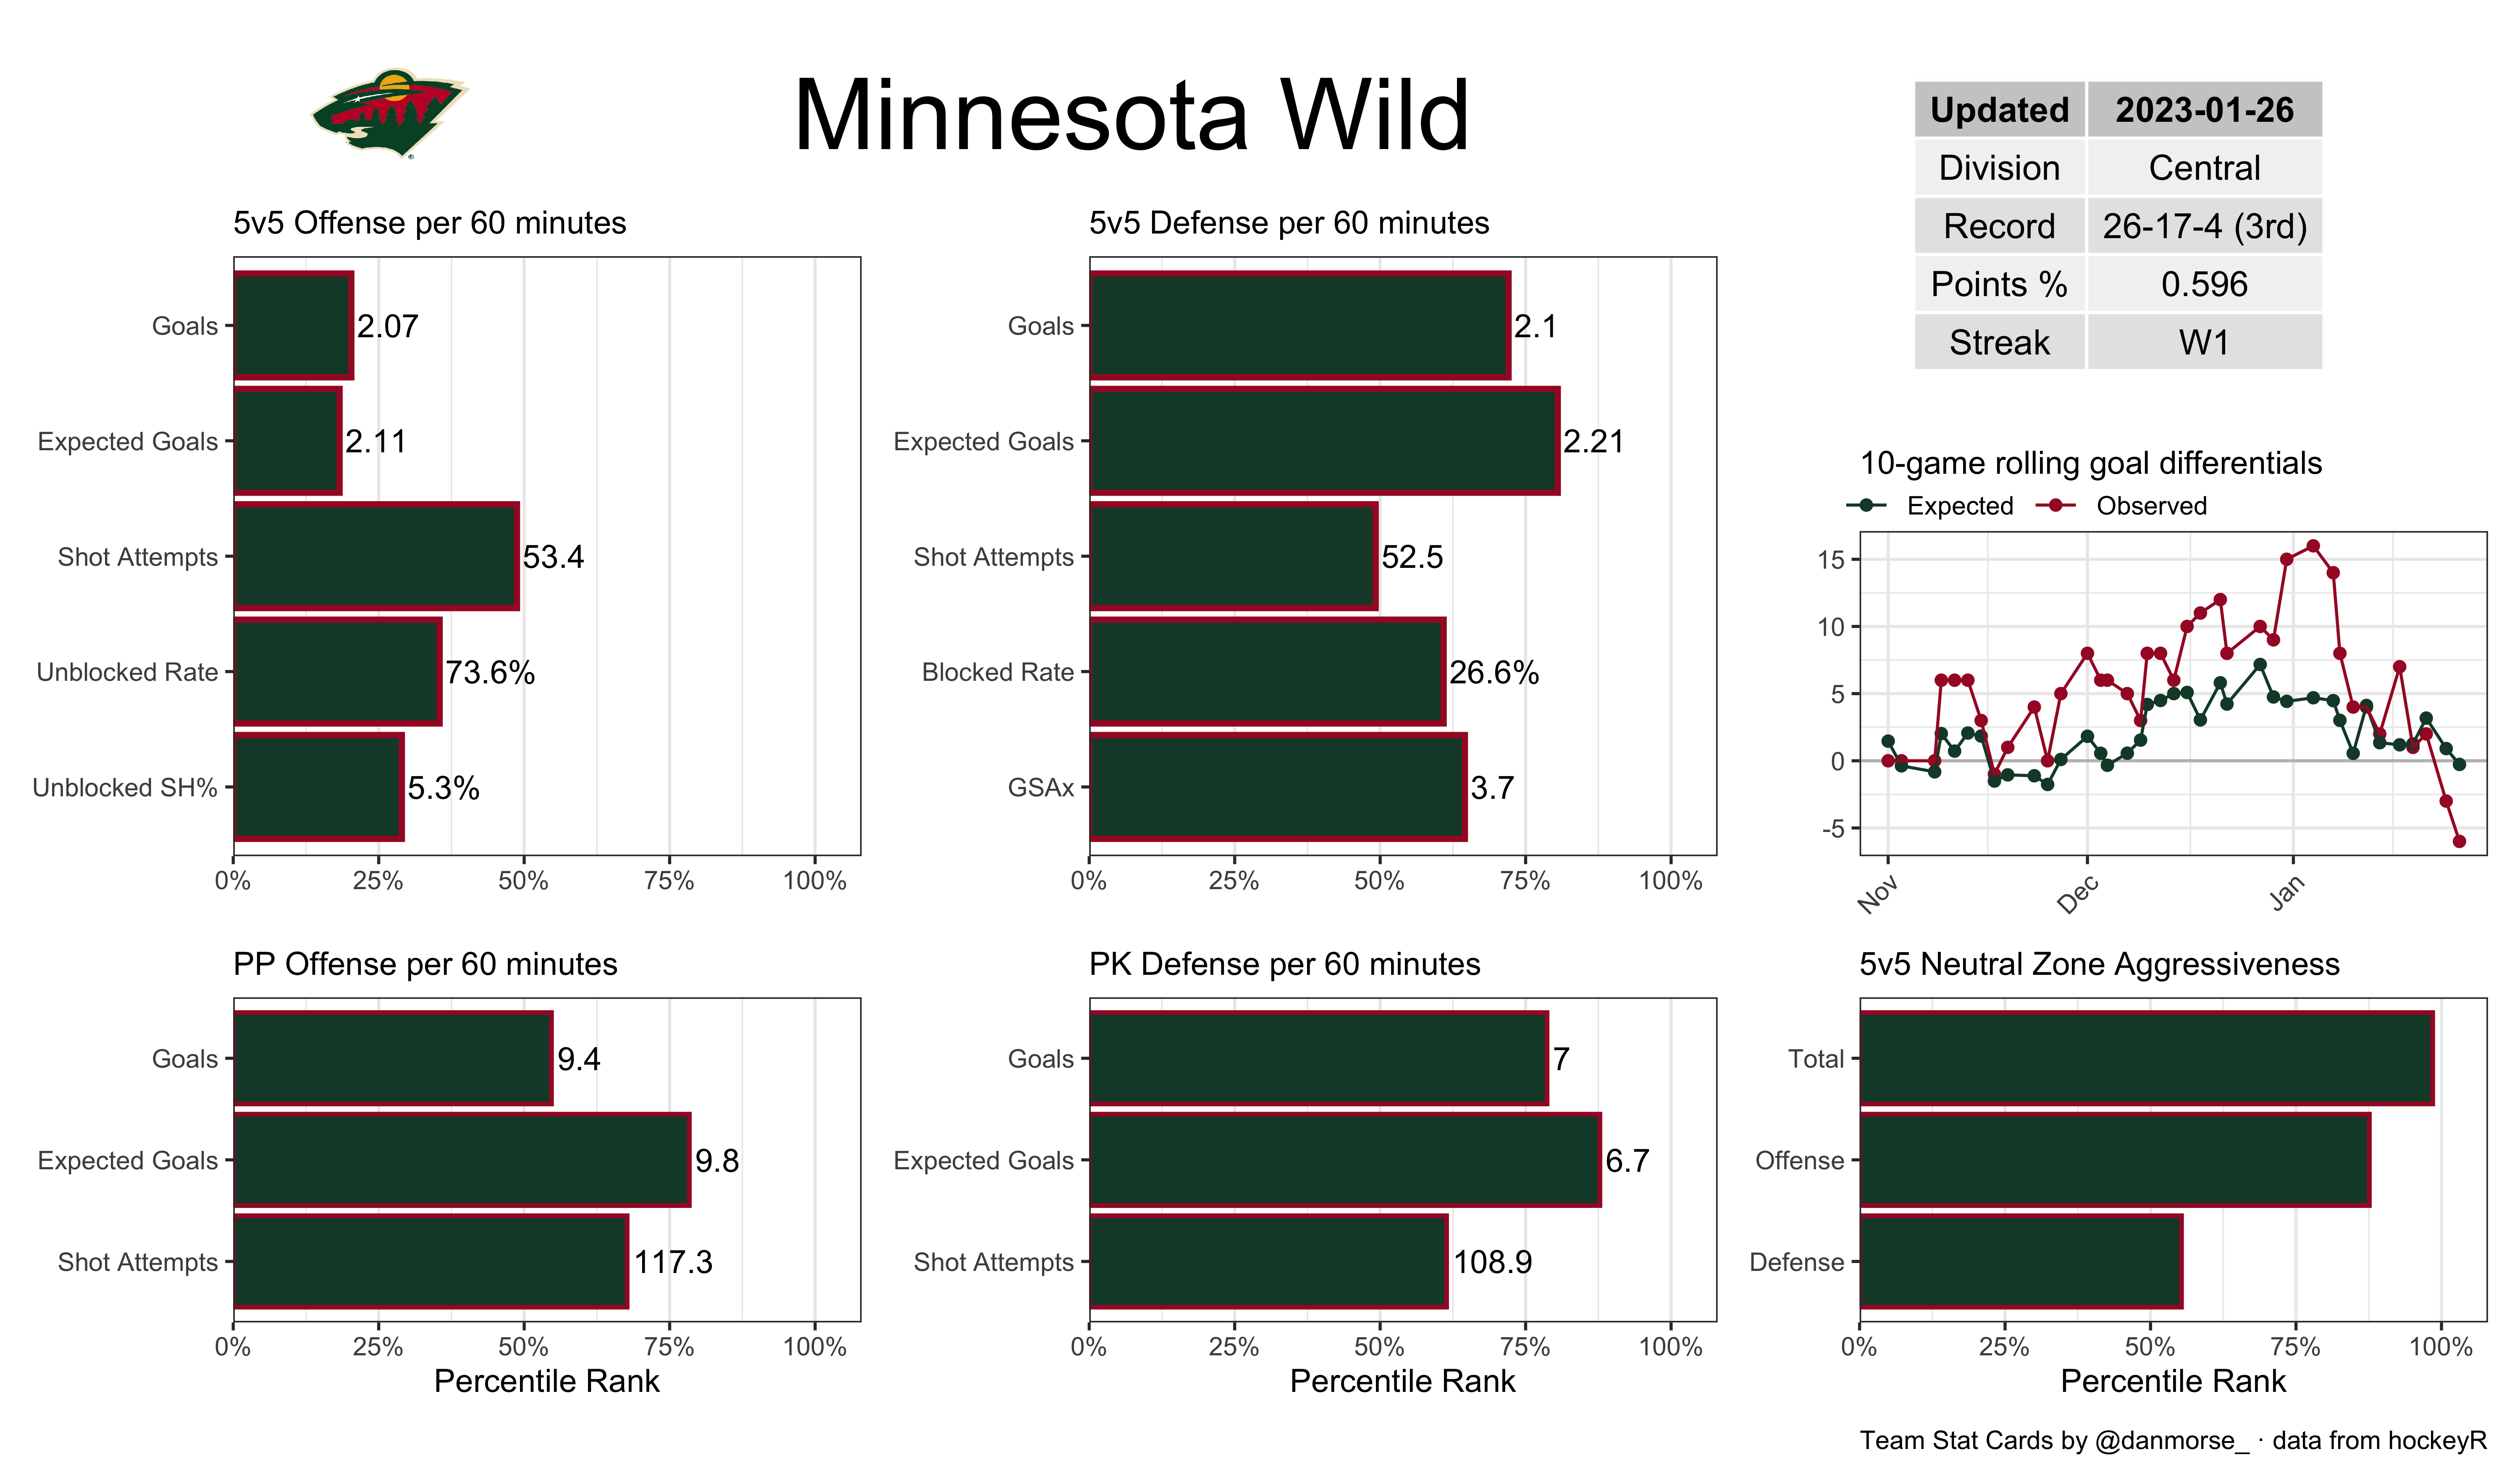 Minnesota Wild
Updated 2023-01-26
Division Central
Record 26-17-4 (3rd)
Points % 0.596
Streak W1
5v5 Offense per 60 minutes
Goals 2.07
Expected Goals 2.11
Shot Attempts 53.4
Unblocked Rate 73.6%
Unblocked SH% 5.3%
0% 25% 50% 75% 100%
5v5 Defense per 60 minutes
Goals 2.1
Expected Goals 2.21
Shot Attempts 52.5
Blocked Rate 26.6%
GSAx 3.7
0% 25% 50% 75% 100%
10-game rolling goal differentials
Expected Observed
15
10
5
0
-5
Nov Dec Jan
PP Offense per 60 minutes
Goals 9.4
Expected Goals 9.8
Shot Attempts 117.3
0% 25% 50% 75% 100%
Percentile Rank
PK Defense per 60 minutes
Goals 7
Expected Goals 6.7
Shot Attempts 108.9
0% 25% 50% 75% 100%
Percentile Rank
5v5 Neutral Zone Aggressiveness
Total
Offense
Defense
0% 25% 50% 75% 100%
Percentile Rank
Team Stat Cards by @danmorse_ · data from hockeyR